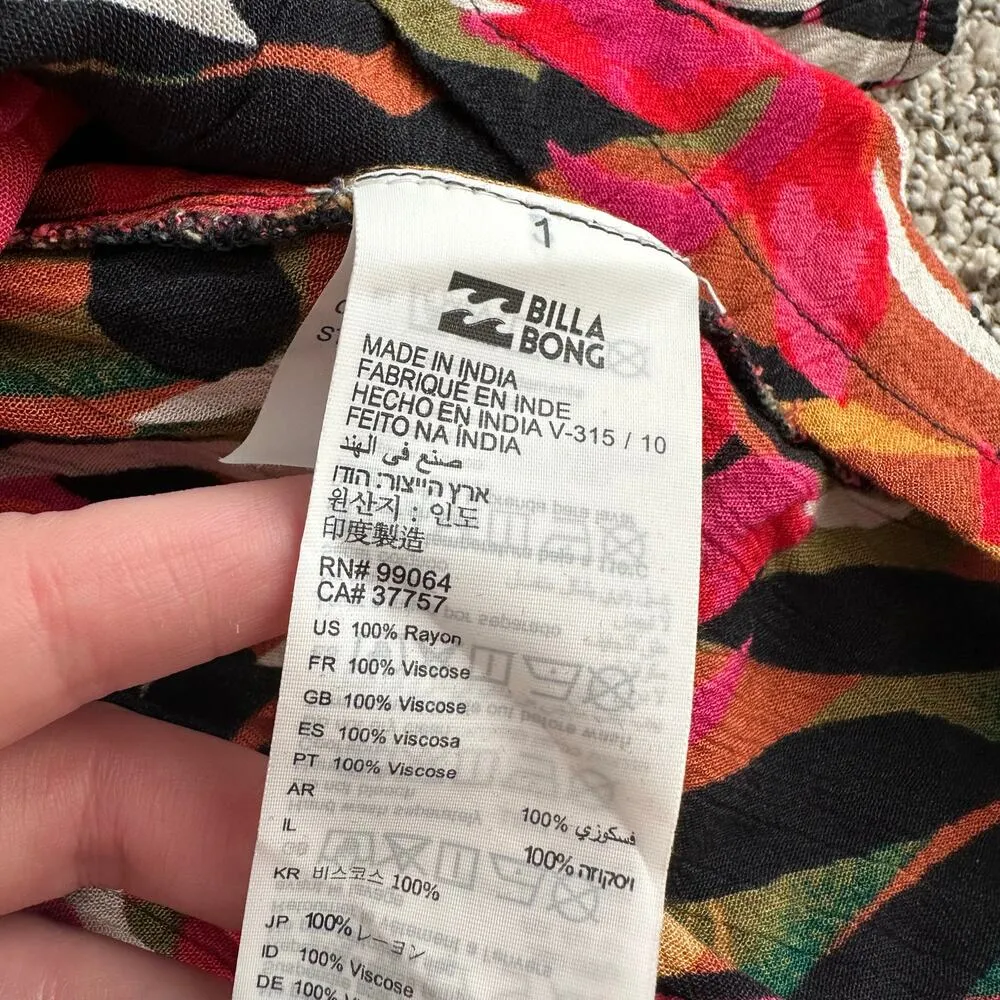 1
BILLA
BONG
MADE IN INDIA
FABRIQUÉ EN INDE
HECHO EN INDIA V-315 / 10
FEITO NA ÍNDIA
صنع في الهند
ארץ הייצור: הודו
원산지 : 인도
印度製造
RN# 99064
CA# 37757
US 100% Rayon
FR 100% Viscose
GB 100% Viscose
ES 100% viscosa
PT 100% Viscose
AR
100% فسكوزي
IL
100% ויסקוזה
KR 비스코스 100%
JP 100% レーヨン
ID 100% Viscose
DE 100%